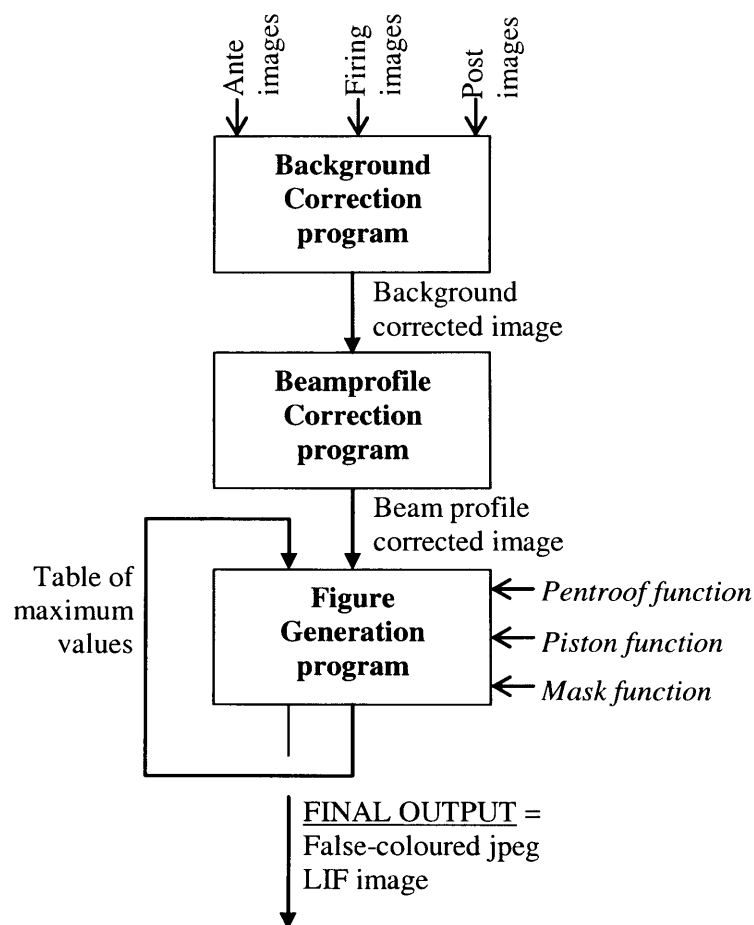 Ante
images
Firing
images
Post
images
Background
Correction
program
Background
corrected image
Beamprofile
Correction
program
Beam profile
corrected image
Table of
maximum
values
Figure
Generation
program
Pentroof function
Piston function
Mask function
FINAL OUTPUT =
False-coloured jpeg
LIF image